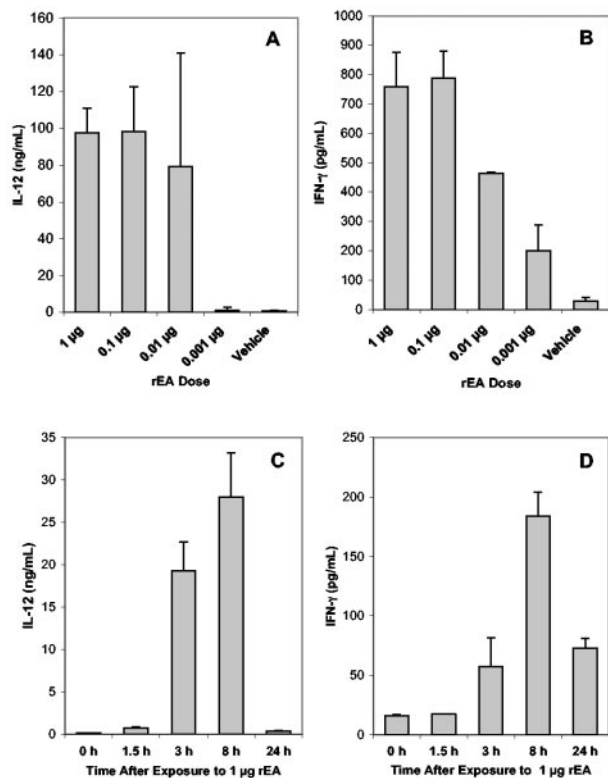 A
IL-12 (ng/mL)
160
140
120
100
80
60
40
20
0
1 µg
0.1 µg
0.01 µg
0.001 µg
Vehicle
rEA Dose
B
IFN-γ (pg/mL)
1000
900
800
700
600
500
400
300
200
100
0
1 µg
0.1 µg
0.01 µg
0.001 µg
Vehicle
rEA Dose
C
IL-12 (ng/mL)
35
30
25
20
15
10
5
0
0 h 1.5 h 3 h 8 h 24 h
Time After Exposure to 1 µg rEA
D
IFN-γ (pg/mL)
250
200
150
100
50
0
0 h 1.5 h 3 h 8 h 24 h
Time After Exposure to 1 µg rEA